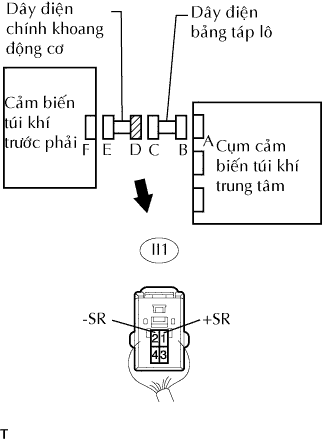 Dây điện
chính khoang
động cơ
Dây điện
bảng táp lô
Cảm biến
túi khí
trước phải
F E D C B A
Cụm cảm
biến túi khí
trung tâm
II1
-SR +SR
2 1
4 3
T